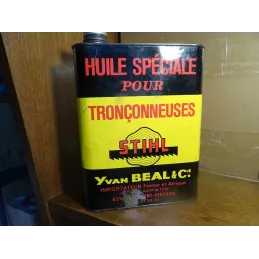 HUILE SPÉCIALE
POUR
TRONÇONNEUSES
STIHL
YVAN BEAL & Cie
IMPORTATEUR France et Afrique